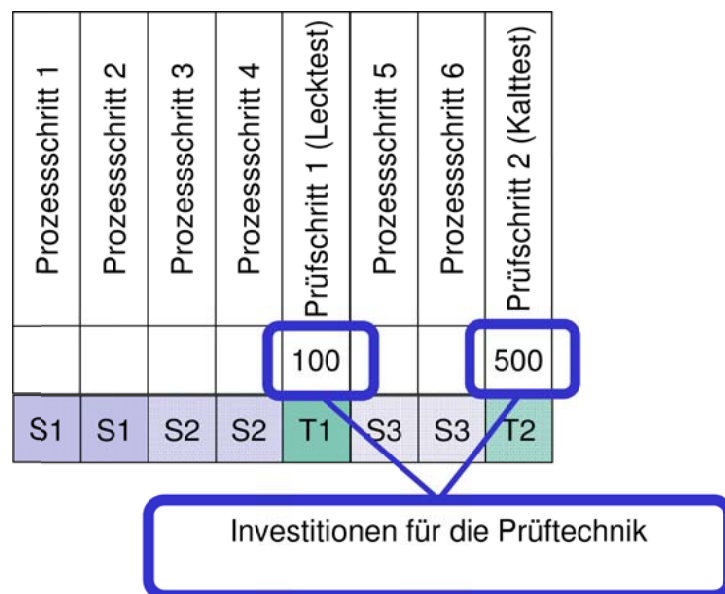 Prozessschritt 1
Prozessschritt 2
Prozessschritt 3
Prozessschritt 4
Prüfschritt 1 (Lecktest)
Prozessschritt 5
Prozessschritt 6
Prüfschritt 2 (Kalttest)
100 500
S1 S1 S2 S2 T1 S3 S3 T2
Investitionen für die Prüftechnik